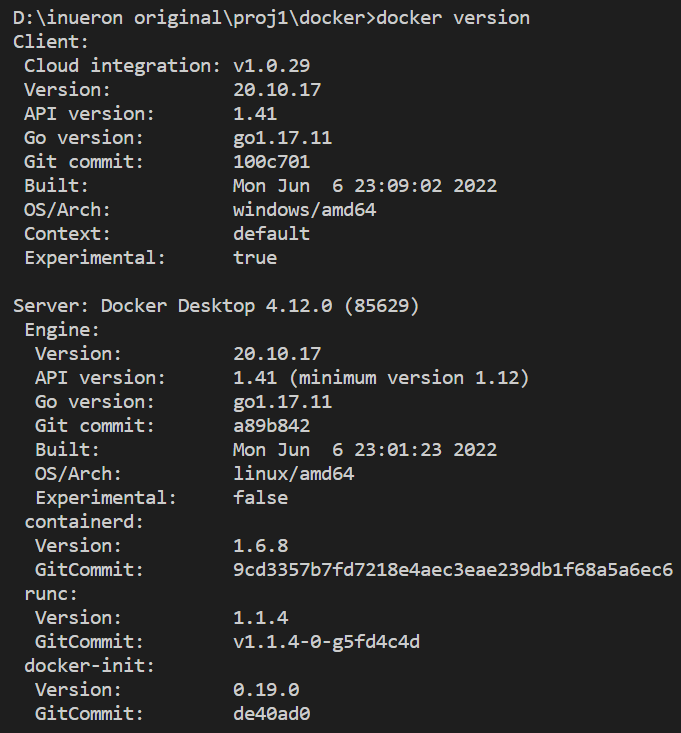 D:\inueron original\proj1\docker>docker version
Client:
 Cloud integration: v1.0.29
 Version:           20.10.17
 API version:       1.41
 Go version:        go1.17.11
 Git commit:        100c701
 Built:             Mon Jun  6 23:09:02 2022
 OS/Arch:           windows/amd64
 Context:           default
 Experimental:      true

Server: Docker Desktop 4.12.0 (85629)
 Engine:
  Version:          20.10.17
  API version:      1.41 (minimum version 1.12)
  Go version:       go1.17.11
  Git commit:       a89b842
  Built:            Mon Jun  6 23:01:23 2022
  OS/Arch:          linux/amd64
  Experimental:     false
 containerd:
  Version:          1.6.8
  GitCommit:        9cd3357b7fd7218e4aec3eae239db1f68a5a6ec6
 runc:
  Version:          1.1.4
  GitCommit:        v1.1.4-0-g5fd4c4d
 docker-init:
  Version:          0.19.0
  GitCommit:        de40ad0